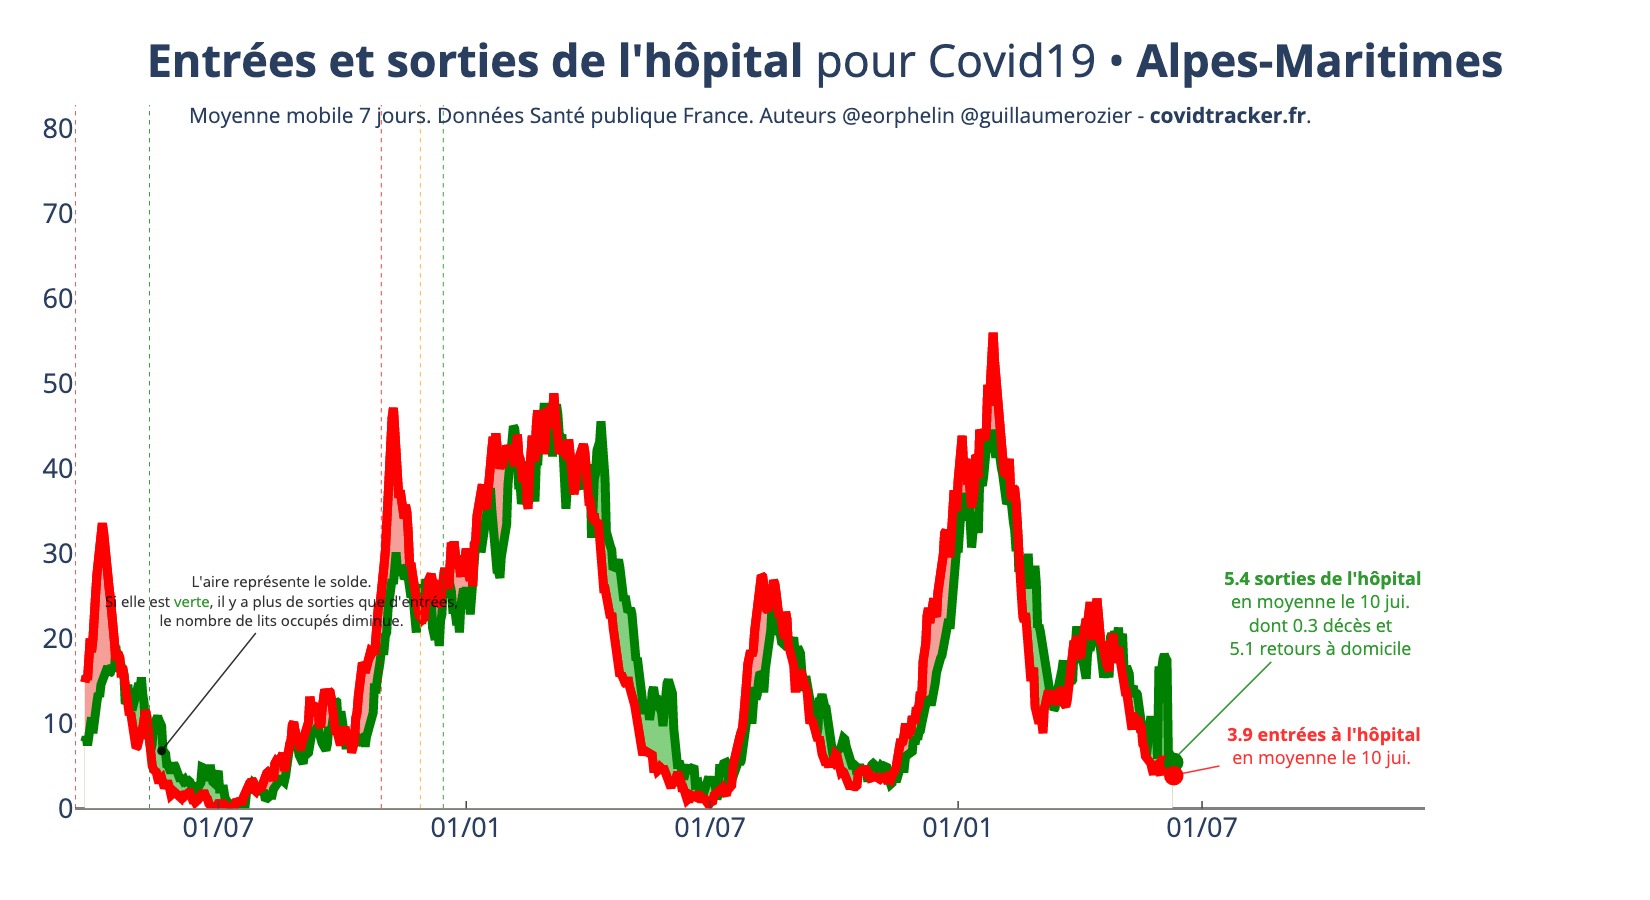 Entrées et sorties de l'hôpital pour Covid19 • Alpes-Maritimes
Moyenne mobile 7 jours. Données Santé publique France. Auteurs @eorphelin @guillaumerozier - covidtracker.fr.
80
70
60
50
40
30
20
10
0
L'aire représente le solde.
Si elle est verte, il y a plus de sorties que d'entrées,
le nombre de lits occupés diminue.
5.4 sorties de l'hôpital
en moyenne le 10 jui.
dont 0.3 décès et
5.1 retours à domicile
3.9 entrées à l'hôpital
en moyenne le 10 jui.
01/07
01/01
01/07
01/01
01/07